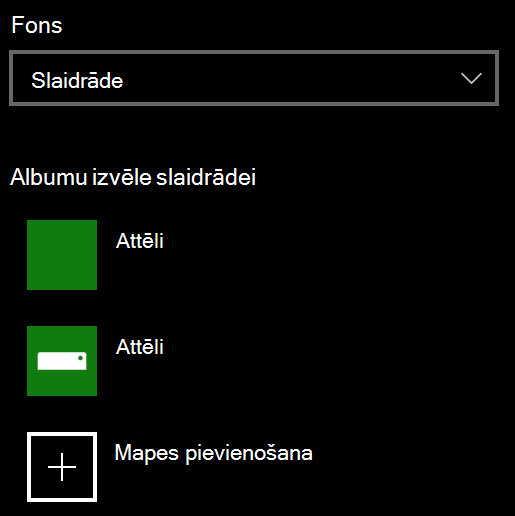 Fons
Slaidrāde
Albumu izvēle slaidrādei
Attēli
Attēli
Mapes pievienošana